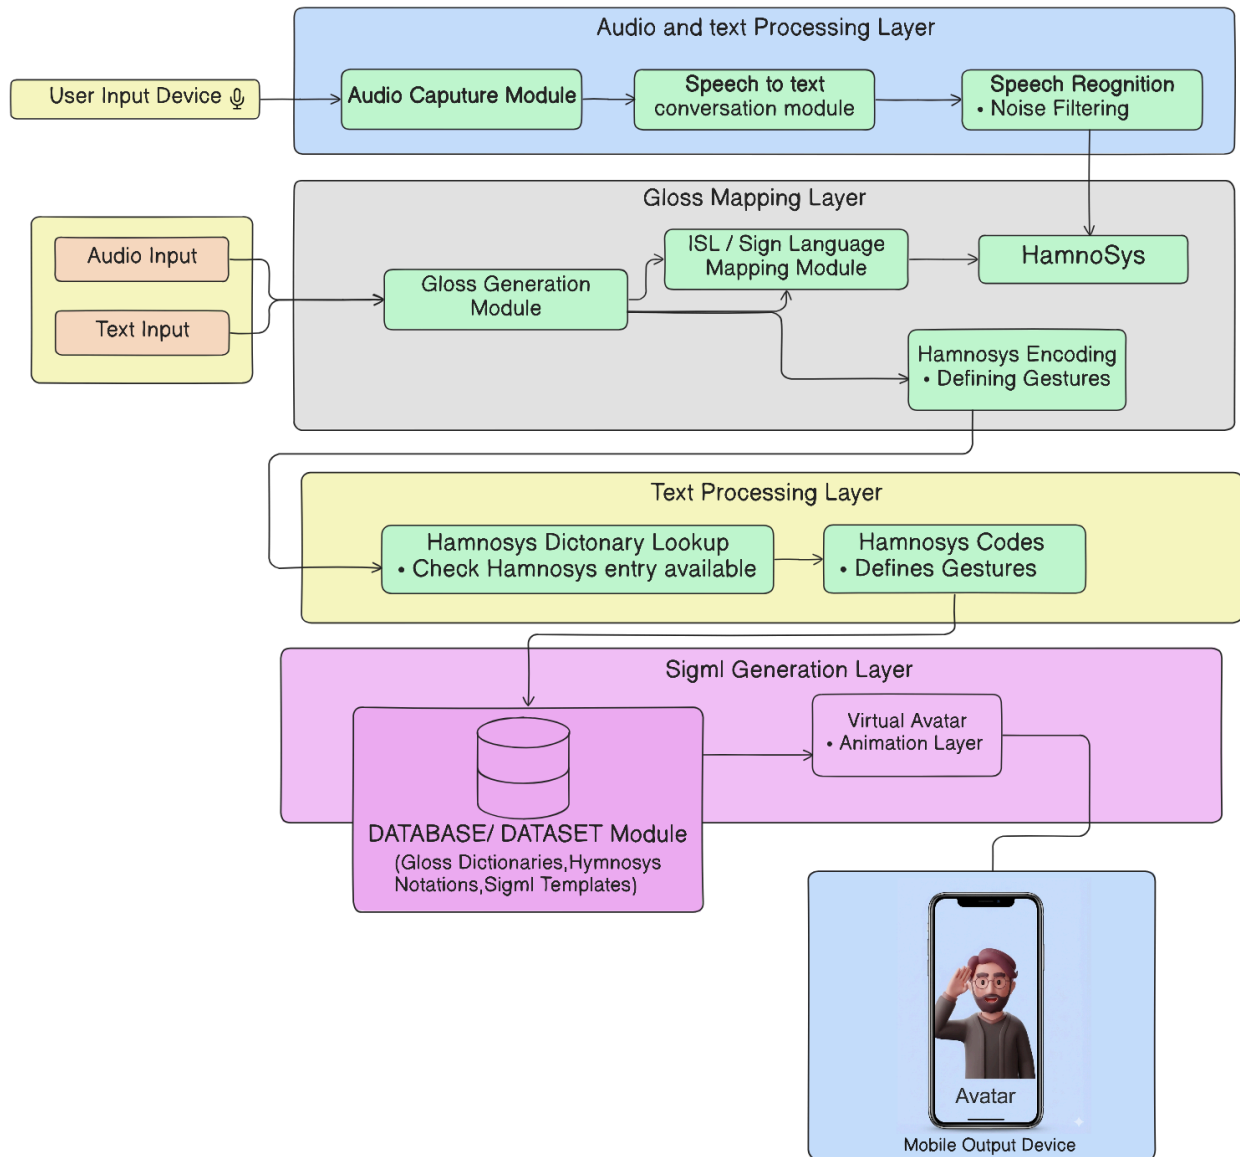 Audio and text Processing Layer
User Input Device
Audio Caputure Module
Speech to text
conversation module
Speech Reognition
• Noise Filtering
Gloss Mapping Layer
Audio Input
Text Input
Gloss Generation
Module
ISL / Sign Language
Mapping Module
HamnoSys
Hamnosys Encoding
• Defining Gestures
Text Processing Layer
Hamnosys Dictonary Lookup
• Check Hamnosys entry available
Hamnosys Codes
• Defines Gestures
Sigml Generation Layer
Virtual Avatar
• Animation Layer
DATABASE/ DATASET Module
(Gloss Dictionaries,Hymnosys
Notations,Sigml Templates)
Avatar
Mobile Output Device